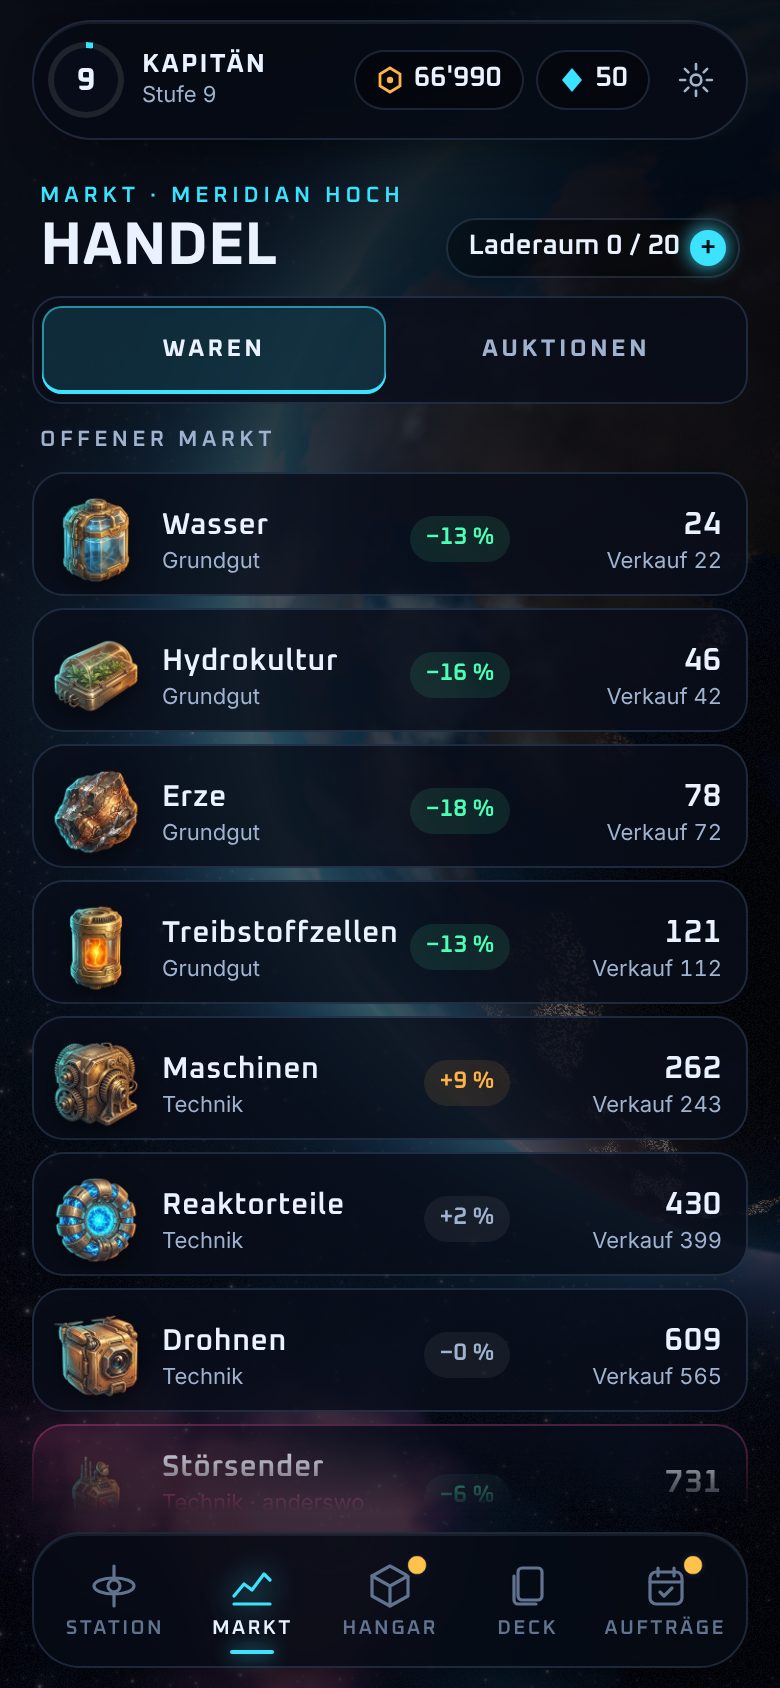 9
KAPITÄN
Stufe 9
66'990
50
MARKT · MERIDIAN HOCH
HANDEL
Laderaum 0 / 20 +
WAREN
AUKTIONEN
OFFENER MARKT
Wasser
Grundgut
−13 %
24
Verkauf 22
Hydrokultur
Grundgut
−16 %
46
Verkauf 42
Erze
Grundgut
−18 %
78
Verkauf 72
Treibstoffzellen
Grundgut
−13 %
121
Verkauf 112
Maschinen
Technik
+9 %
262
Verkauf 243
Reaktorteile
Technik
+2 %
430
Verkauf 399
Drohnen
Technik
−0 %
609
Verkauf 565
Störsender
Technik · anderswo
−6 %
731
STATION
MARKT
HANGAR
DECK
AUFTRÄGE